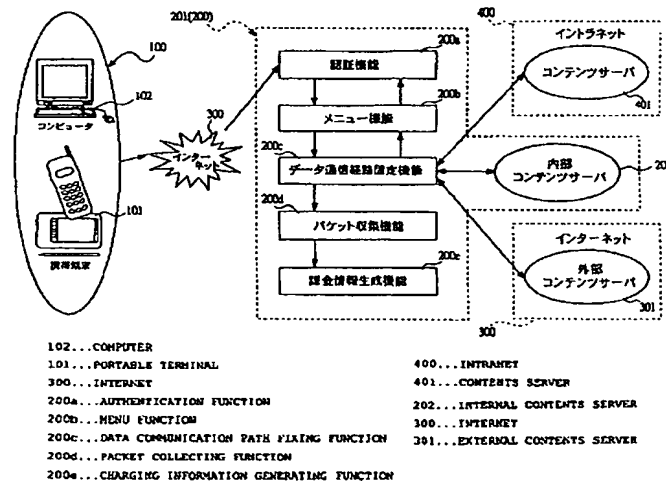 100
102
コンピュータ
300
インターネット
101
携帯端末
201(200)
200a
認証機能
200b
メニュー機能
200c
データ通信経路固定機能
200d
パケット収集機能
200e
課金情報生成機能
400
イントラネット
コンテンツサーバ
401
内部
コンテンツサーバ
インターネット
外部
コンテンツサーバ
301
300
102...COMPUTER
101...PORTABLE TERMINAL
300...INTERNET
200a...AUTHENTICATION FUNCTION
200b...MENU FUNCTION
200c...DATA COMMUNICATION PATH FIXING FUNCTION
200d...PACKET COLLECTING FUNCTION
200e...CHARGING INFORMATION GENERATING FUNCTION
400...INTRANET
401...CONTENTS SERVER
202...INTERNAL CONTENTS SERVER
300...INTERNET
301...EXTERNAL CONTENTS SERVER